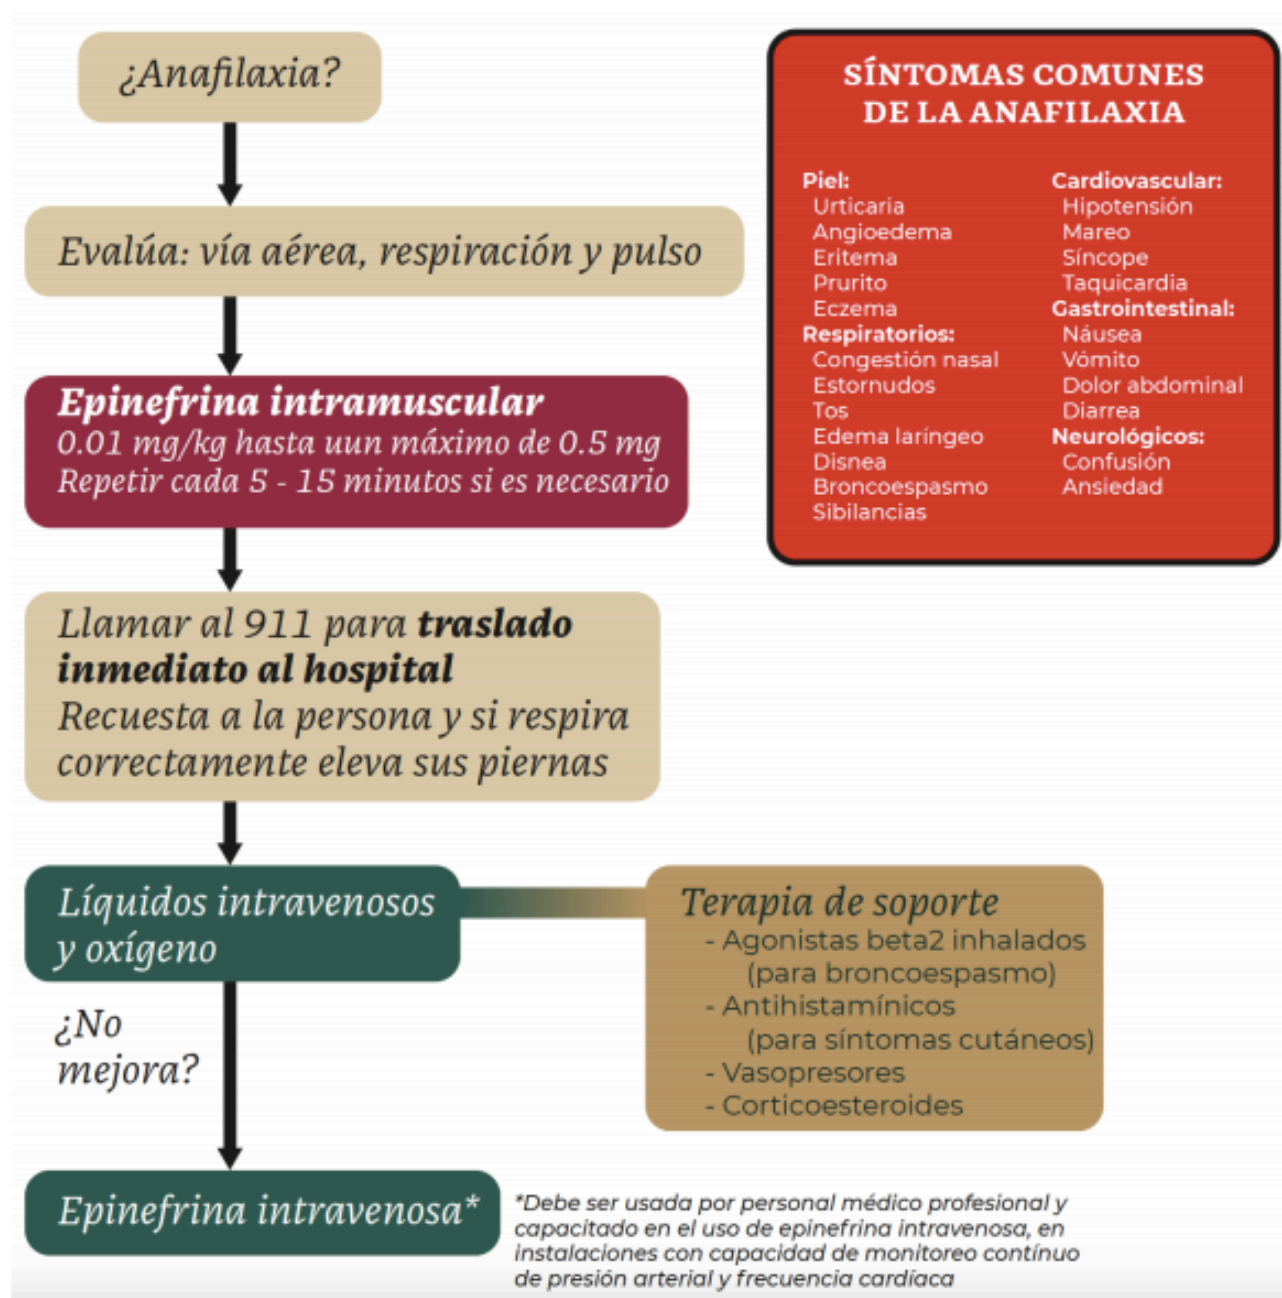 ¿Anafilaxia?
Evalúa: vía aérea, respiración y pulso
Epinefrina intramuscular
0.01 mg/kg hasta uun máximo de 0.5 mg
Repetir cada 5 - 15 minutos si es necesario
Llamar al 911 para traslado
inmediato al hospital
Recuesta a la persona y si respira
correctamente eleva sus piernas
Líquidos intravenosos
y oxígeno
¿No
mejora?
Epinefrina intravenosa*
SÍNTOMAS COMUNES
DE LA ANAFILAXIA
Piel:
Urticaria
Angioedema
Eritema
Prurito
Eczema
Respiratorios:
Congestión nasal
Estornudos
Tos
Edema laríngeo
Disnea
Broncoespasmo
Sibilancias
Cardiovascular:
Hipotensión
Mareo
Síncope
Taquicardia
Gastrointestinal:
Náusea
Vómito
Dolor abdominal
Diarrea
Neurológicos:
Confusión
Ansiedad
Terapia de soporte
- Agonistas beta2 inhalados
(para broncoespasmo)
- Antihistamínicos
(para síntomas cutáneos)
- Vasopresores
- Corticoesteroides
*Debe ser usada por personal médico profesional y
capacitado en el uso de epinefrina intravenosa, en
instalaciones con capacidad de monitoreo contínuo
de presión arterial y frecuencia cardíaca